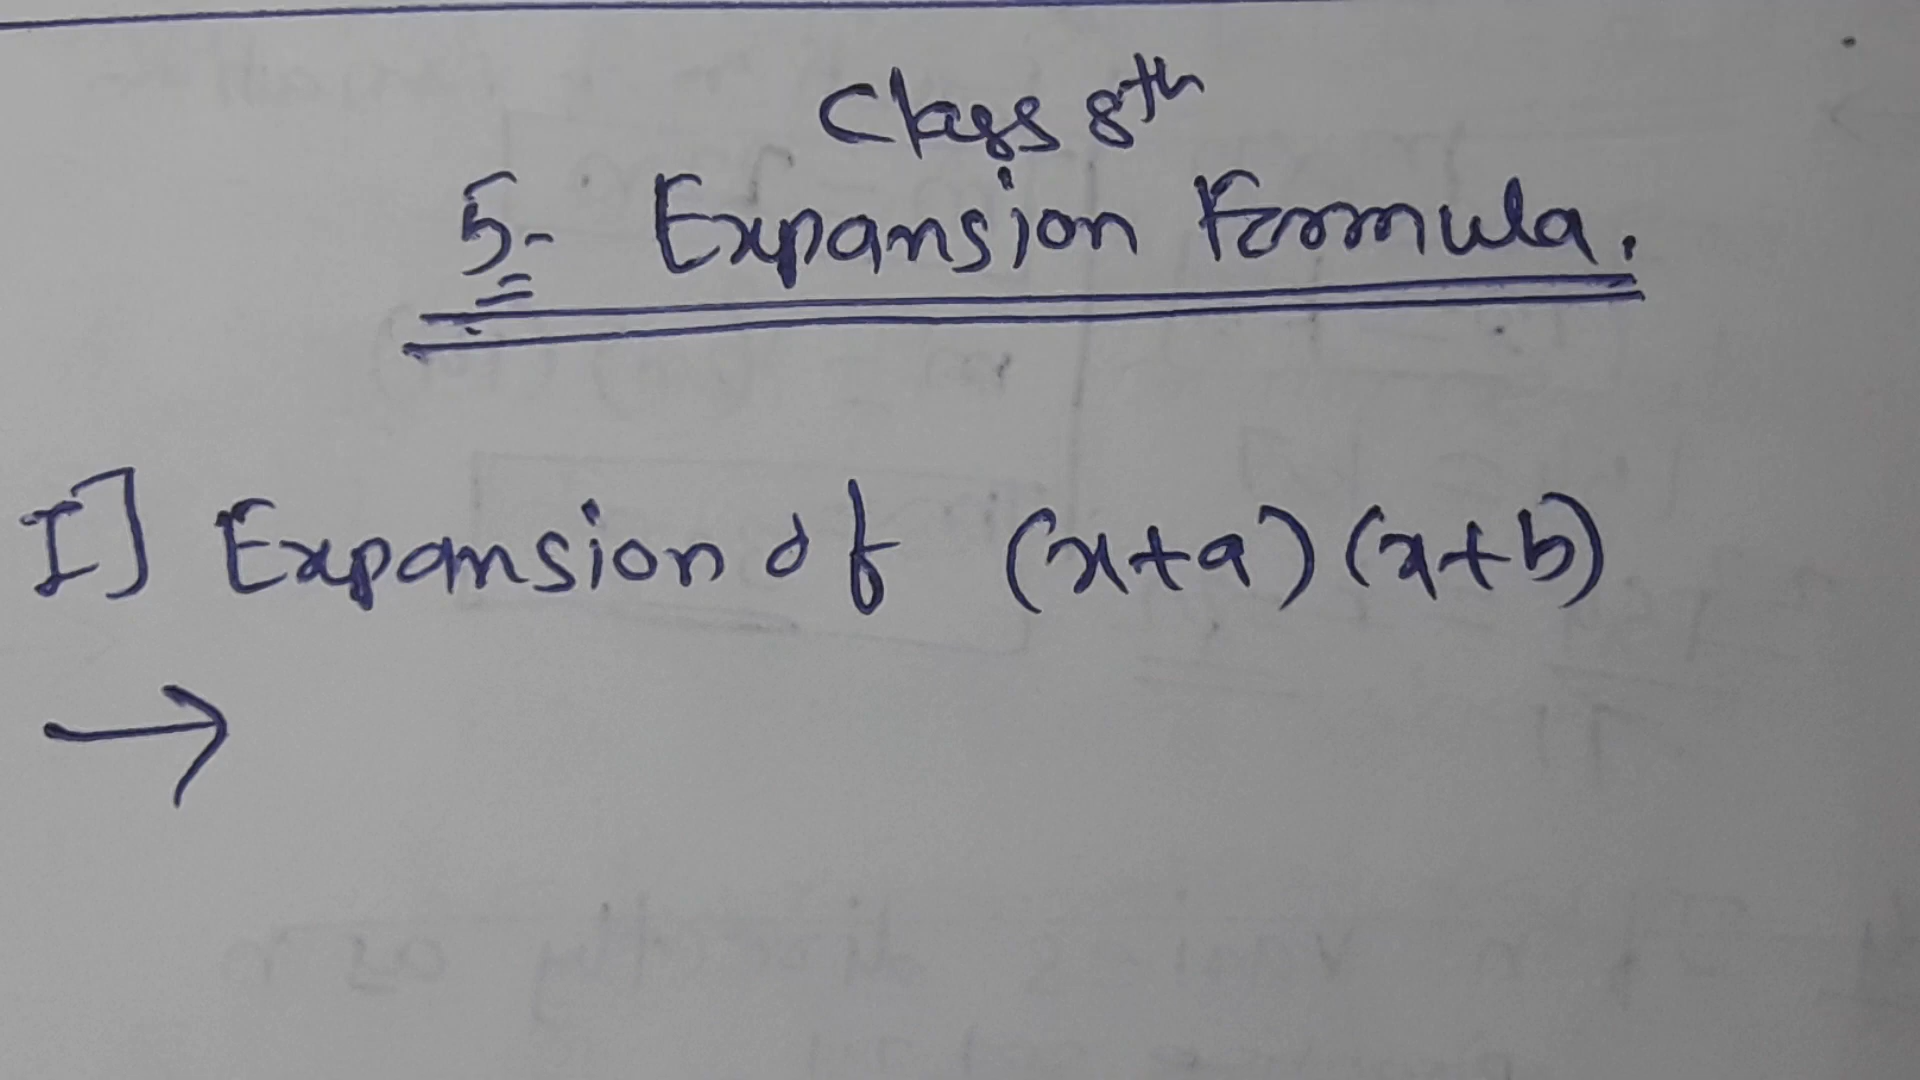 Class 8th
5- Expansion Formula.
I] Expansion of (x+a) (x+b)
→